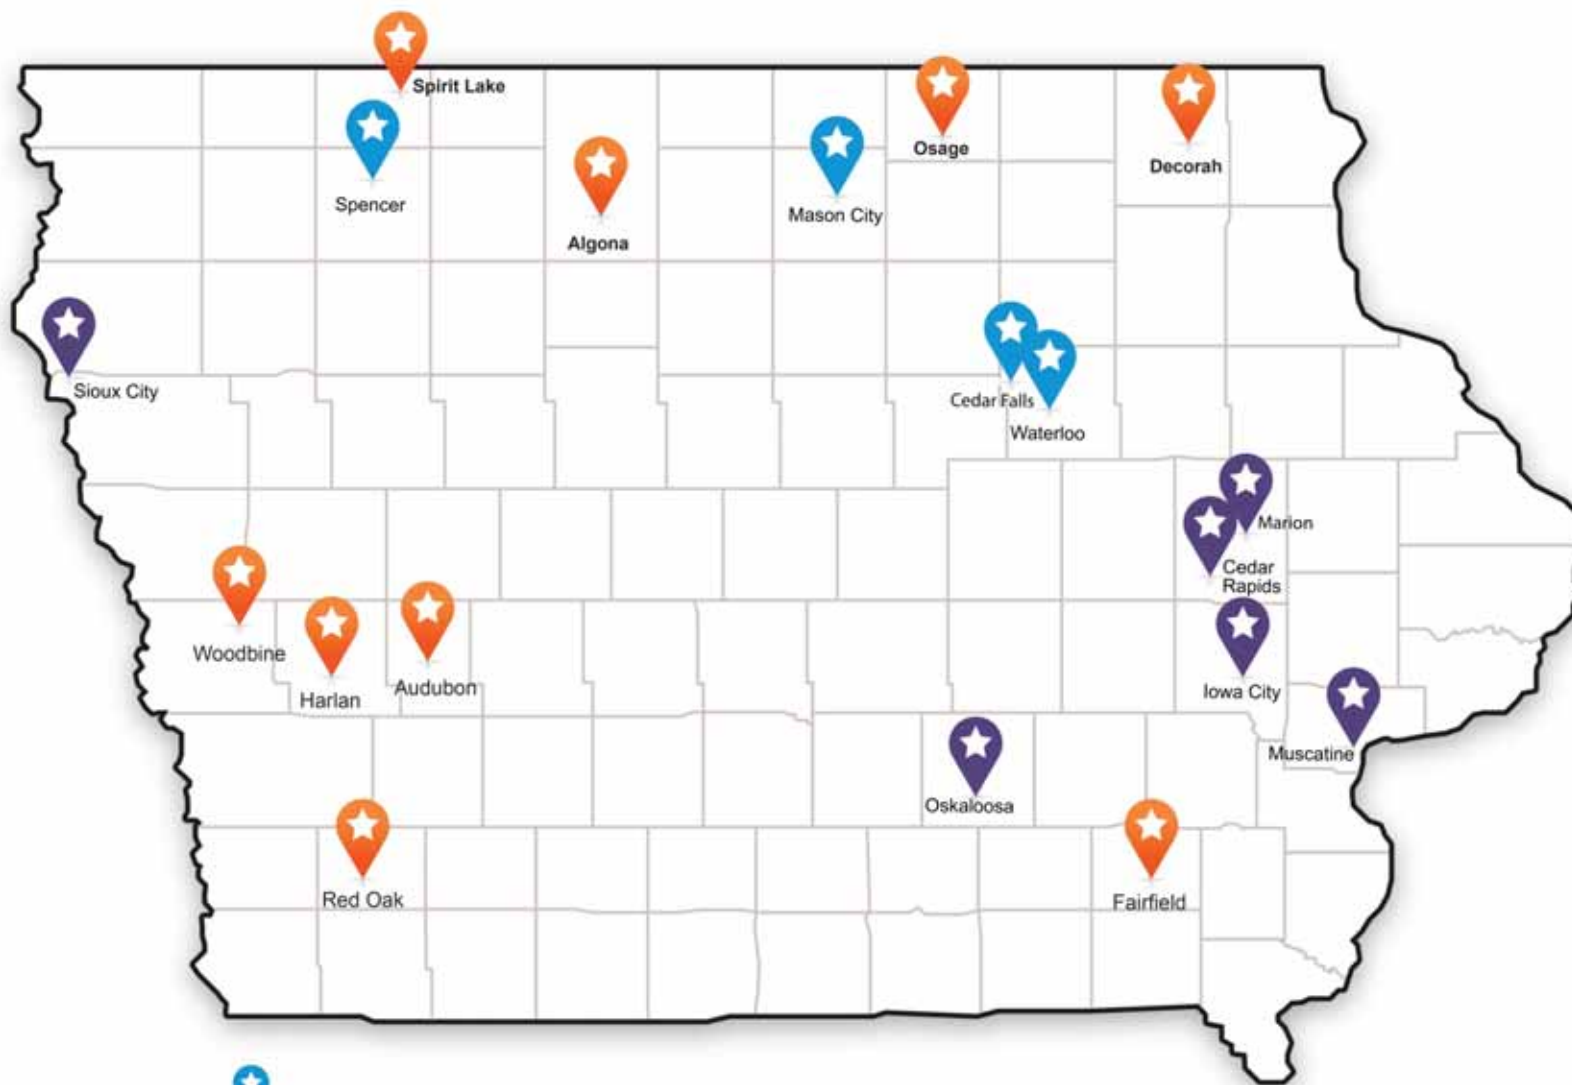 Spirit Lake
Osage
Decorah
Spencer
Mason City
Algona
Sioux City
Cedar Falls
Waterloo
Marion
Cedar
Rapids
Woodbine
Harlan
Audubon
Iowa City
Muscatine
Oskaloosa
Red Oak
Fairfield